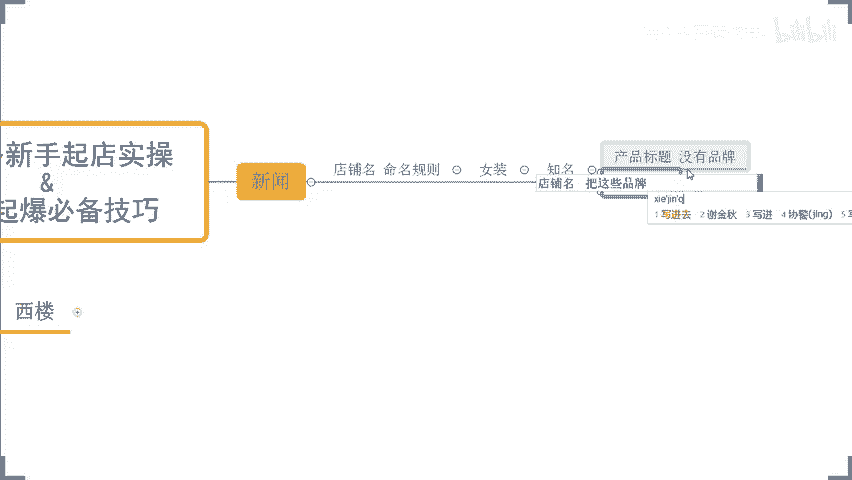 新手起店实操
&
起爆必备技巧
新闻
店铺名 命名规则
女装
知名
产品标题 没有品牌
店铺名 把这些品牌
xie'jin'q
1 写进去 2 谢金秋 3 写进 4 协警(jǐng) 5 写
西楼
bilibili